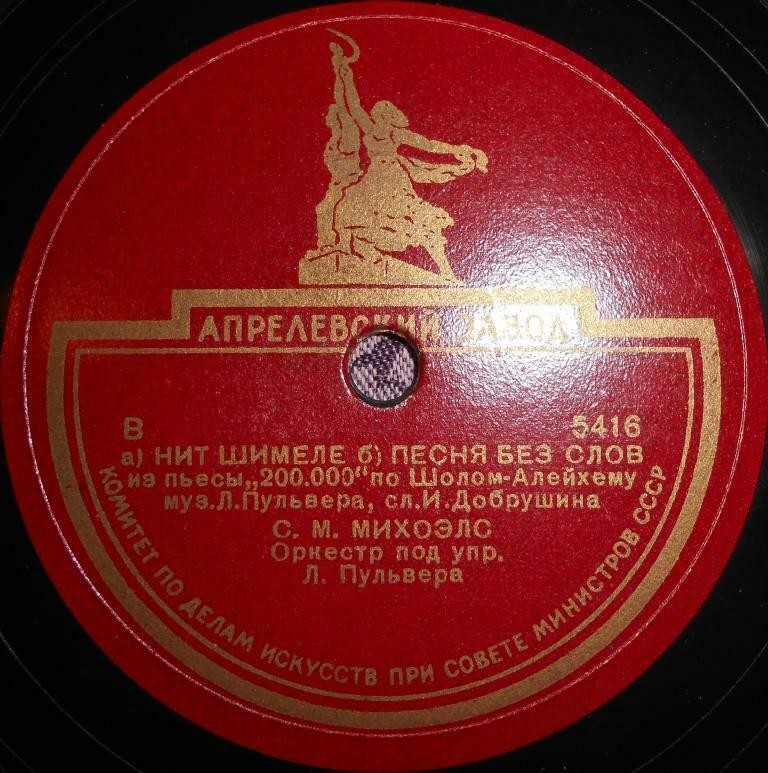 АПРЕЛЕВСКИЙ ЗАВОД
В 5416
а) НИТ ШИМЕЛЕ б) ПЕСНЯ БЕЗ СЛОВ
из пьесы „200.000“ по Шолом-Алейхему
муз. Л. Пульвера, сл. И. Добрушина
С. М. МИХОЭЛС
Оркестр под упр.
Л. Пульвера
КОМИТЕТ ПО ДЕЛАМ ИСКУССТВ ПРИ СОВЕТЕ МИНИСТРОВ СССР